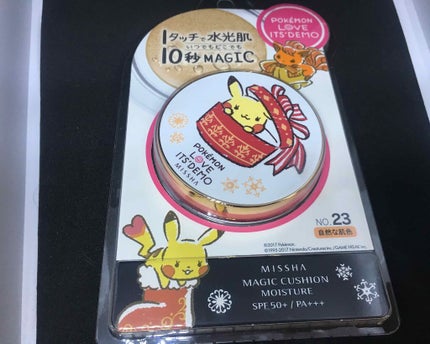 1タッチで水光肌
いつでもどこでも
10秒MAGIC
POKÉMON
LOVE
ITS'DEMO
POKÉMON
LOVE
ITS'DEMO
MISSHA
NO.23
自然な肌色
©2017 Pokémon.
©1995-2017 Nintendo/Creatures Inc./GAME FREAK inc.
MISSHA
MAGIC CUSHION
MOISTURE
SPF50+/PA+++